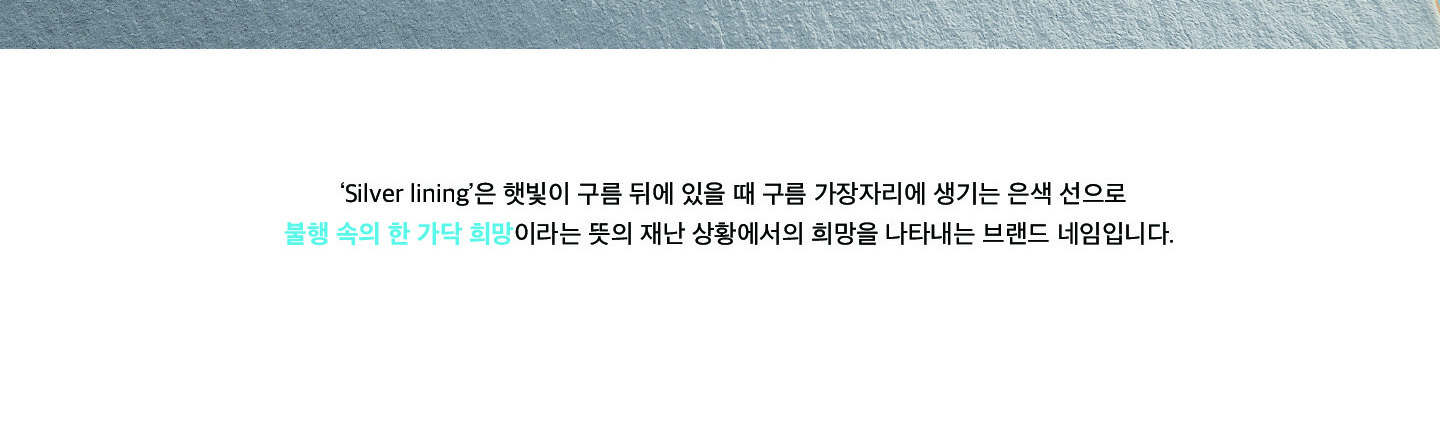 ‘Silver lining’은 햇빛이 구름 뒤에 있을 때 구름 가장자리에 생기는 은색 선으로
불행 속의 한 가닥 희망이라는 뜻의 재난 상황에서의 희망을 나타내는 브랜드 네임입니다.